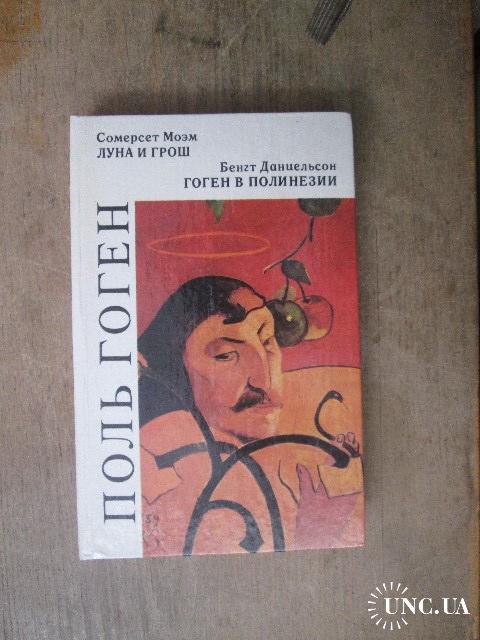 Сомерсет Моэм
ЛУНА И ГРОШ
Бенгт Даниельсон
ГОГЕН В ПОЛИНЕЗИИ
ПОЛЬ ГОГЕН
UNC.UA